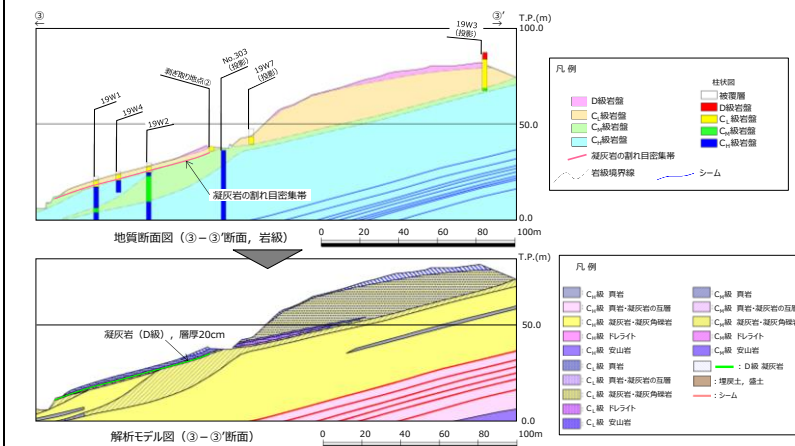 ③
③’
T.P.(m)
100.0
19W3
(投影)
19W1
19W4
19W2
剥ぎ取り地点②
No.303
(投影)
19W7
(投影)
50.0
凝灰岩の割れ目密集帯
0.0
地質断面図（③－③’断面，岩級）
0 20 40 60 80 100m
凡 例
D級岩盤
CL級岩盤
CM級岩盤
CH級岩盤
凝灰岩の割れ目密集帯
岩級境界線
シーム
柱状図
被覆層
D級岩盤
CL級岩盤
CM級岩盤
CH級岩盤
T.P.(m)
凝灰岩（D級），層厚20cm
50.0
0.0
解析モデル図（③－③’断面）
0 20 40 60 80 100m
凡 例
CH級 頁岩
CH級 頁岩・凝灰岩の互層
CH級 凝灰岩・凝灰角礫岩
CH級 ドレライト
CH級 安山岩
CL級 頁岩
CL級 頁岩・凝灰岩の互層
CL級 凝灰岩・凝灰角礫岩
CL級 ドレライト
CL級 安山岩
CM級 頁岩
CM級 頁岩・凝灰岩の互層
CM級 凝灰岩・凝灰角礫岩
CM級 ドレライト
CM級 安山岩
：D級 凝灰岩
：埋戻土，盛土
：シーム